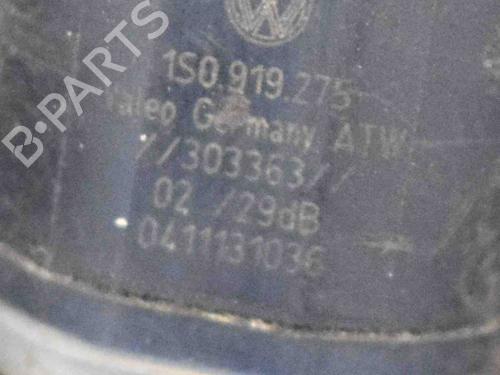 B-PARTS
1S0.919.275
Valeo Germany ATW
//303363//
02 /29dB
0411131036